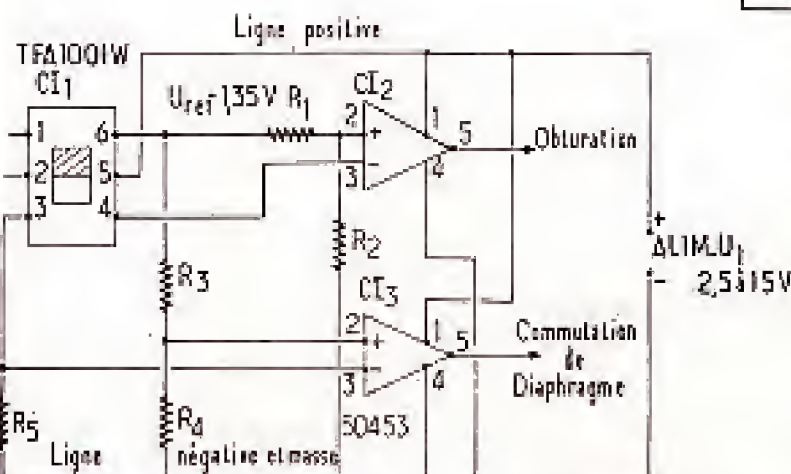 Ligne positive
TFA1001W
CI1
Uref-1,35V R1
CI2
1
2
3
6
5
4
2
+
-
3
1
5
4
Obturation
R2
R3
CI3
+
ALIM.U1
-
2,5à15V
2
+
-
3
1
5
4
Commutation
de
Diaphragme
50453
R5
R4
Ligne
négative et masse